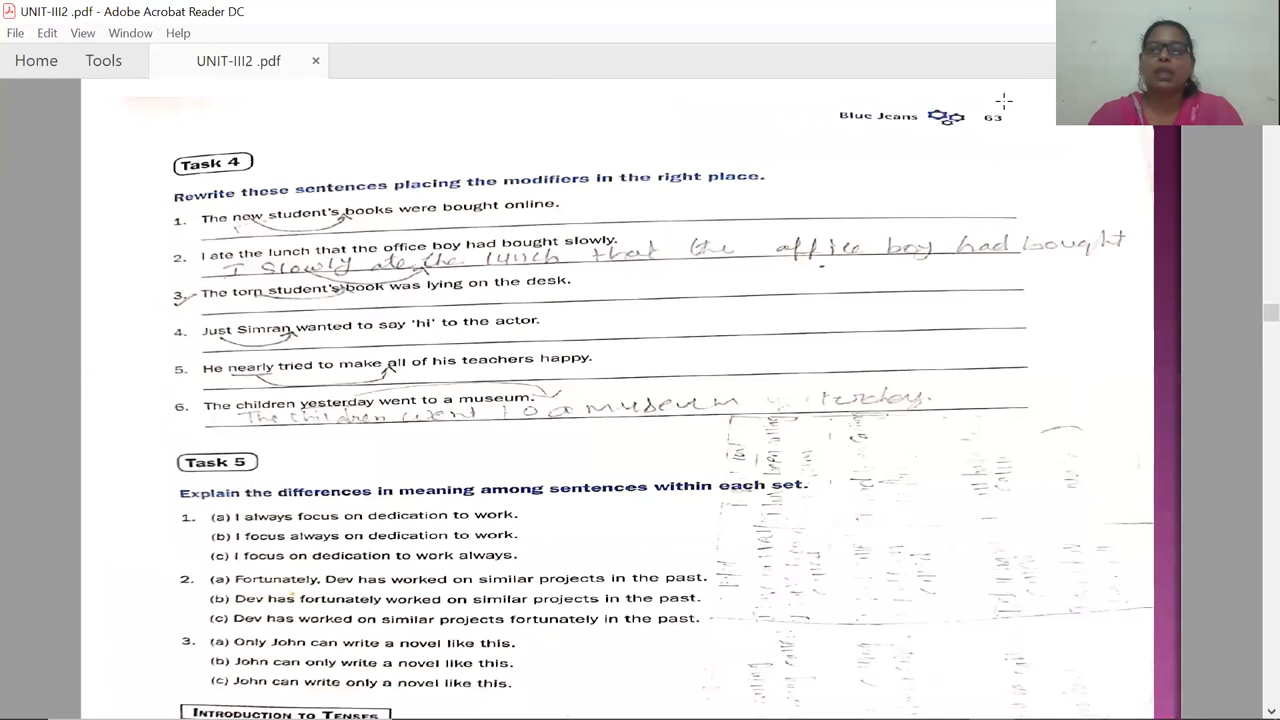 UNIT-III2 .pdf - Adobe Acrobat Reader DC
File Edit View Window Help
Home Tools UNIT-III2 .pdf ×
Blue Jeans 63
Task 4
Rewrite these sentences placing the modifiers in the right place.
1. The new student's books were bought online.
2. I ate the lunch that the office boy had bought slowly.
I slowly ate the lunch that the office boy had bought
3. The torn student's book was lying on the desk.
4. Just Simran wanted to say 'hi' to the actor.
5. He nearly tried to make all of his teachers happy.
6. The children yesterday went to a museum.
The children went to a museum
Task 5
Explain the differences in meaning among sentences within each set.
1. (a) I always focus on dedication to work.
(b) I focus always on dedication to work.
(c) I focus on dedication to work always.
2. (a) Fortunately, Dev has worked on similar projects in the past.
(b) Dev has fortunately worked on similar projects in the past.
(c) Dev has worked on similar projects fortunately in the past.
3. (a) Only John can write a novel like this.
(b) John can only write a novel like this.
(c) John can write only a novel like this.
INTRODUCTION TO TENSES